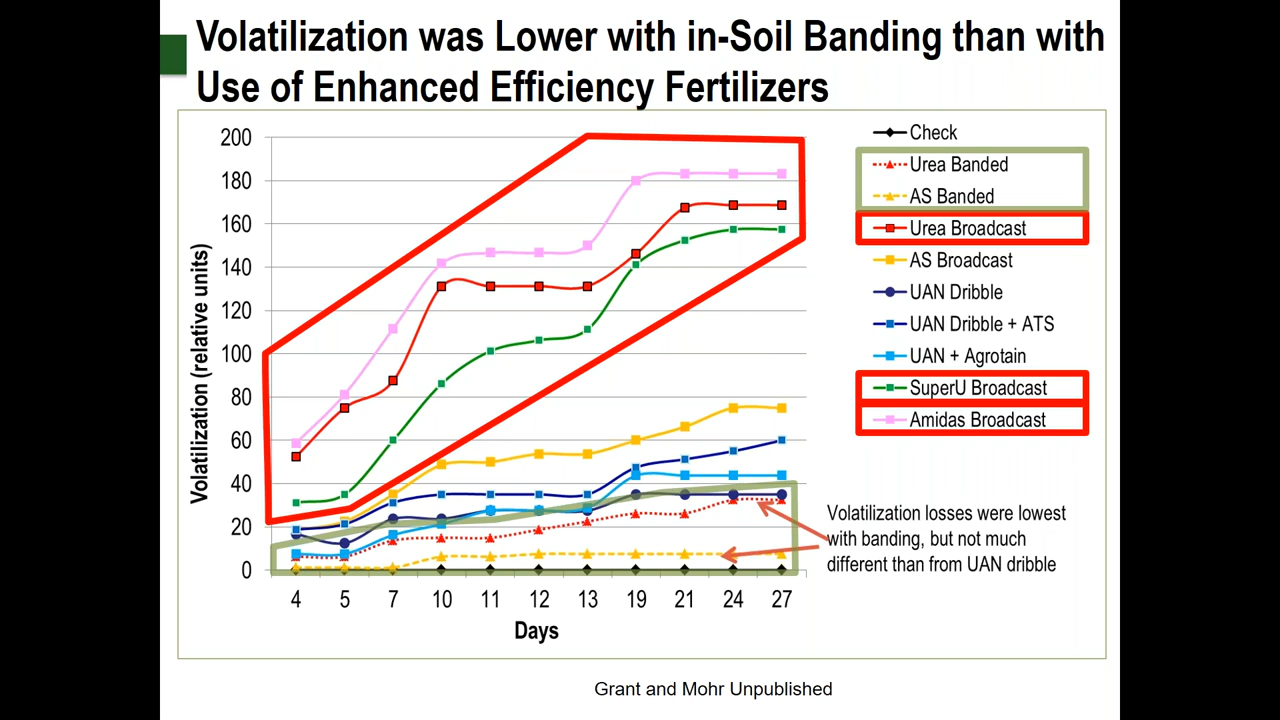 Volatilization was Lower with in-Soil Banding than with
Use of Enhanced Efficiency Fertilizers
Volatilization (relative units)
200
180
160
140
120
100
80
60
40
20
0
4 5 7 10 11 12 13 19 21 24 27
Days
Check
Urea Banded
AS Banded
Urea Broadcast
AS Broadcast
UAN Dribble
UAN Dribble + ATS
UAN + Agrotain
SuperU Broadcast
Amidas Broadcast
Volatilization losses were lowest
with banding, but not much
different than from UAN dribble
Grant and Mohr Unpublished